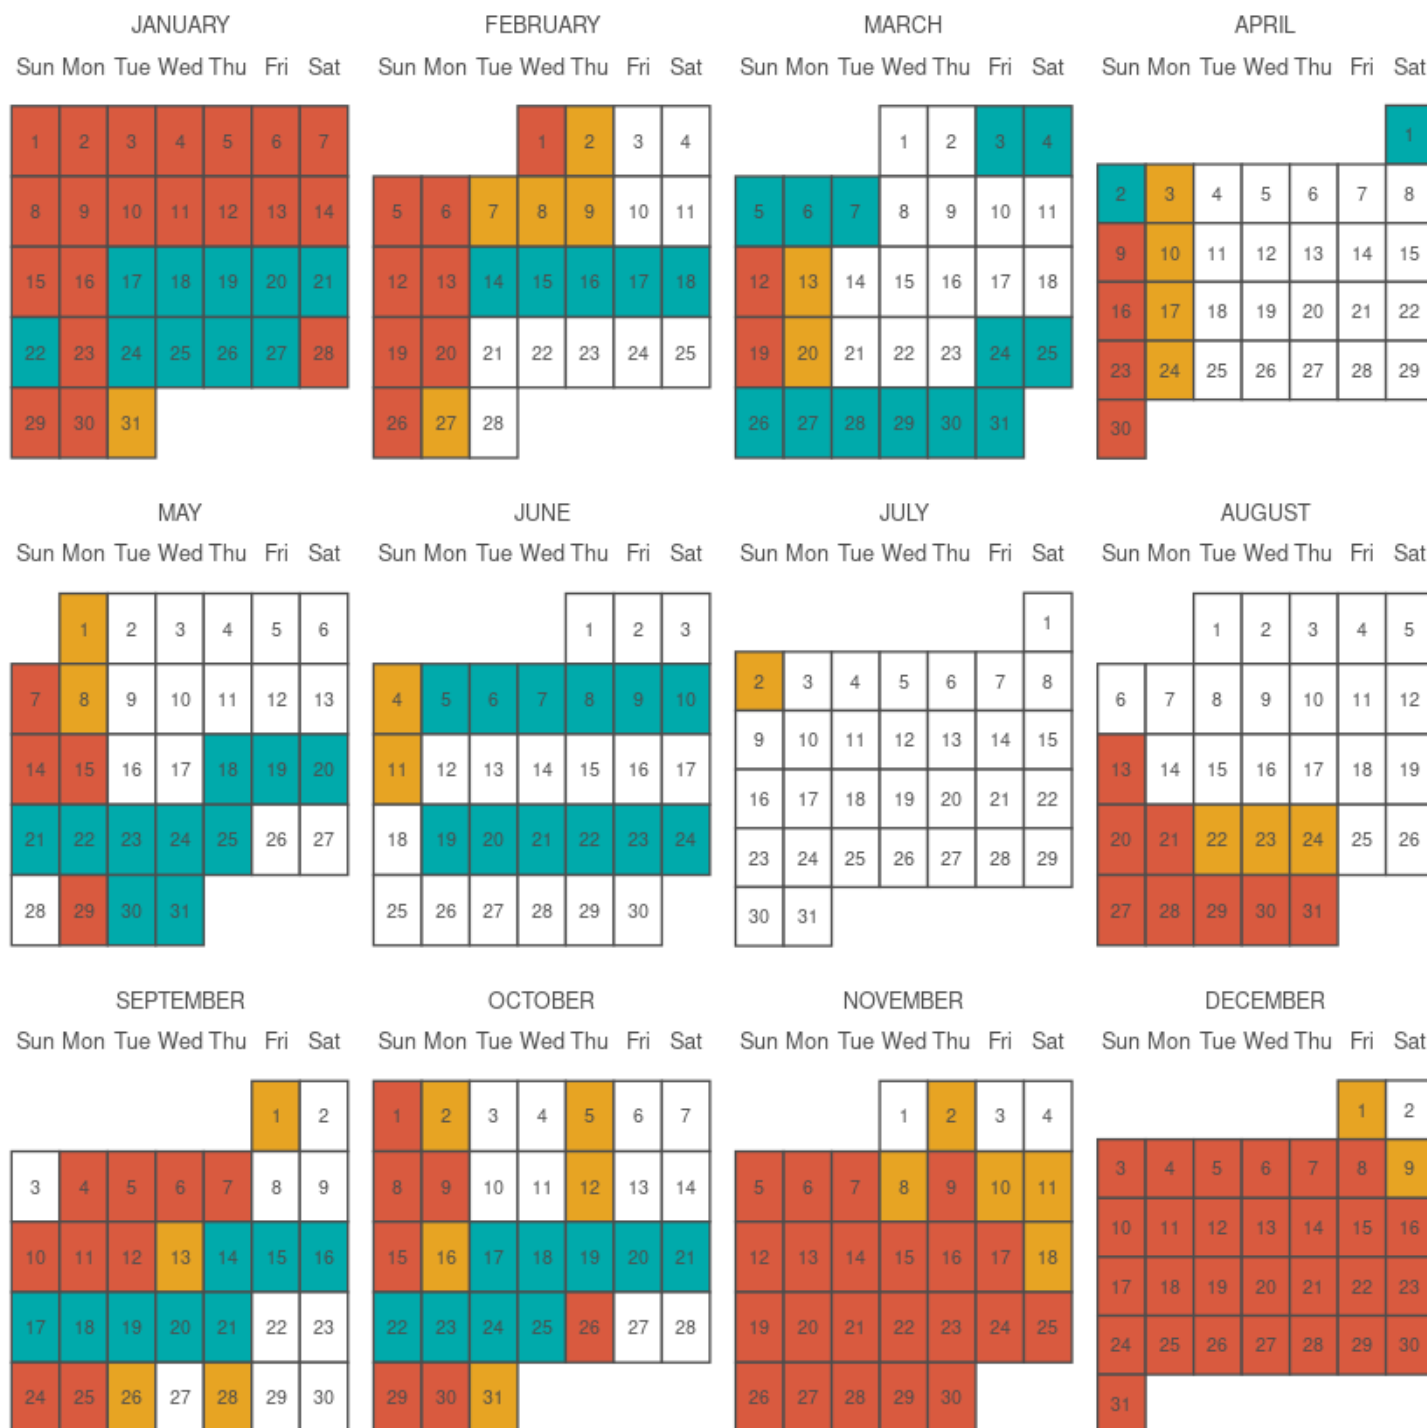 JANUARY FEBRUARY MARCH APRIL
Sun Mon Tue Wed Thu Fri Sat Sun Mon Tue Wed Thu Fri Sat Sun Mon Tue Wed Thu Fri Sat Sun Mon Tue Wed Thu Fri Sat
1 2 3 4 5 6 7 1 2 3 4 1 2 3 4 1
8 9 10 11 12 13 14 5 6 7 8 9 10 11 5 6 7 8 9 10 11 2 3 4 5 6 7 8
15 16 17 18 19 20 21 12 13 14 15 16 17 18 12 13 14 15 16 17 18 9 10 11 12 13 14 15
22 23 24 25 26 27 28 19 20 21 22 23 24 25 19 20 21 22 23 24 25 16 17 18 19 20 21 22
29 30 31 26 27 28 26 27 28 29 30 31 23 24 25 26 27 28 29
30
MAY JUNE JULY AUGUST
Sun Mon Tue Wed Thu Fri Sat Sun Mon Tue Wed Thu Fri Sat Sun Mon Tue Wed Thu Fri Sat Sun Mon Tue Wed Thu Fri Sat
1 2 3 4 5 6 1 2 3 1 1 2 3 4 5
7 8 9 10 11 12 13 4 5 6 7 8 9 10 2 3 4 5 6 7 8 6 7 8 9 10 11 12
14 15 16 17 18 19 20 11 12 13 14 15 16 17 9 10 11 12 13 14 15 13 14 15 16 17 18 19
21 22 23 24 25 26 27 18 19 20 21 22 23 24 16 17 18 19 20 21 22 20 21 22 23 24 25 26
28 29 30 31 25 26 27 28 29 30 23 24 25 26 27 28 29 27 28 29 30 31
30 31
SEPTEMBER OCTOBER NOVEMBER DECEMBER
Sun Mon Tue Wed Thu Fri Sat Sun Mon Tue Wed Thu Fri Sat Sun Mon Tue Wed Thu Fri Sat Sun Mon Tue Wed Thu Fri Sat
1 2 1 2 3 4 5 6 7 1 2 3 4 1 2
3 4 5 6 7 8 9 8 9 10 11 12 13 14 5 6 7 8 9 10 11 3 4 5 6 7 8 9
10 11 12 13 14 15 16 15 16 17 18 19 20 21 12 13 14 15 16 17 18 10 11 12 13 14 15 16
17 18 19 20 21 22 23 22 23 24 25 26 27 28 19 20 21 22 23 24 25 17 18 19 20 21 22 23
24 25 26 27 28 29 30 29 30 31 26 27 28 29 30 24 25 26 27 28 29 30
31